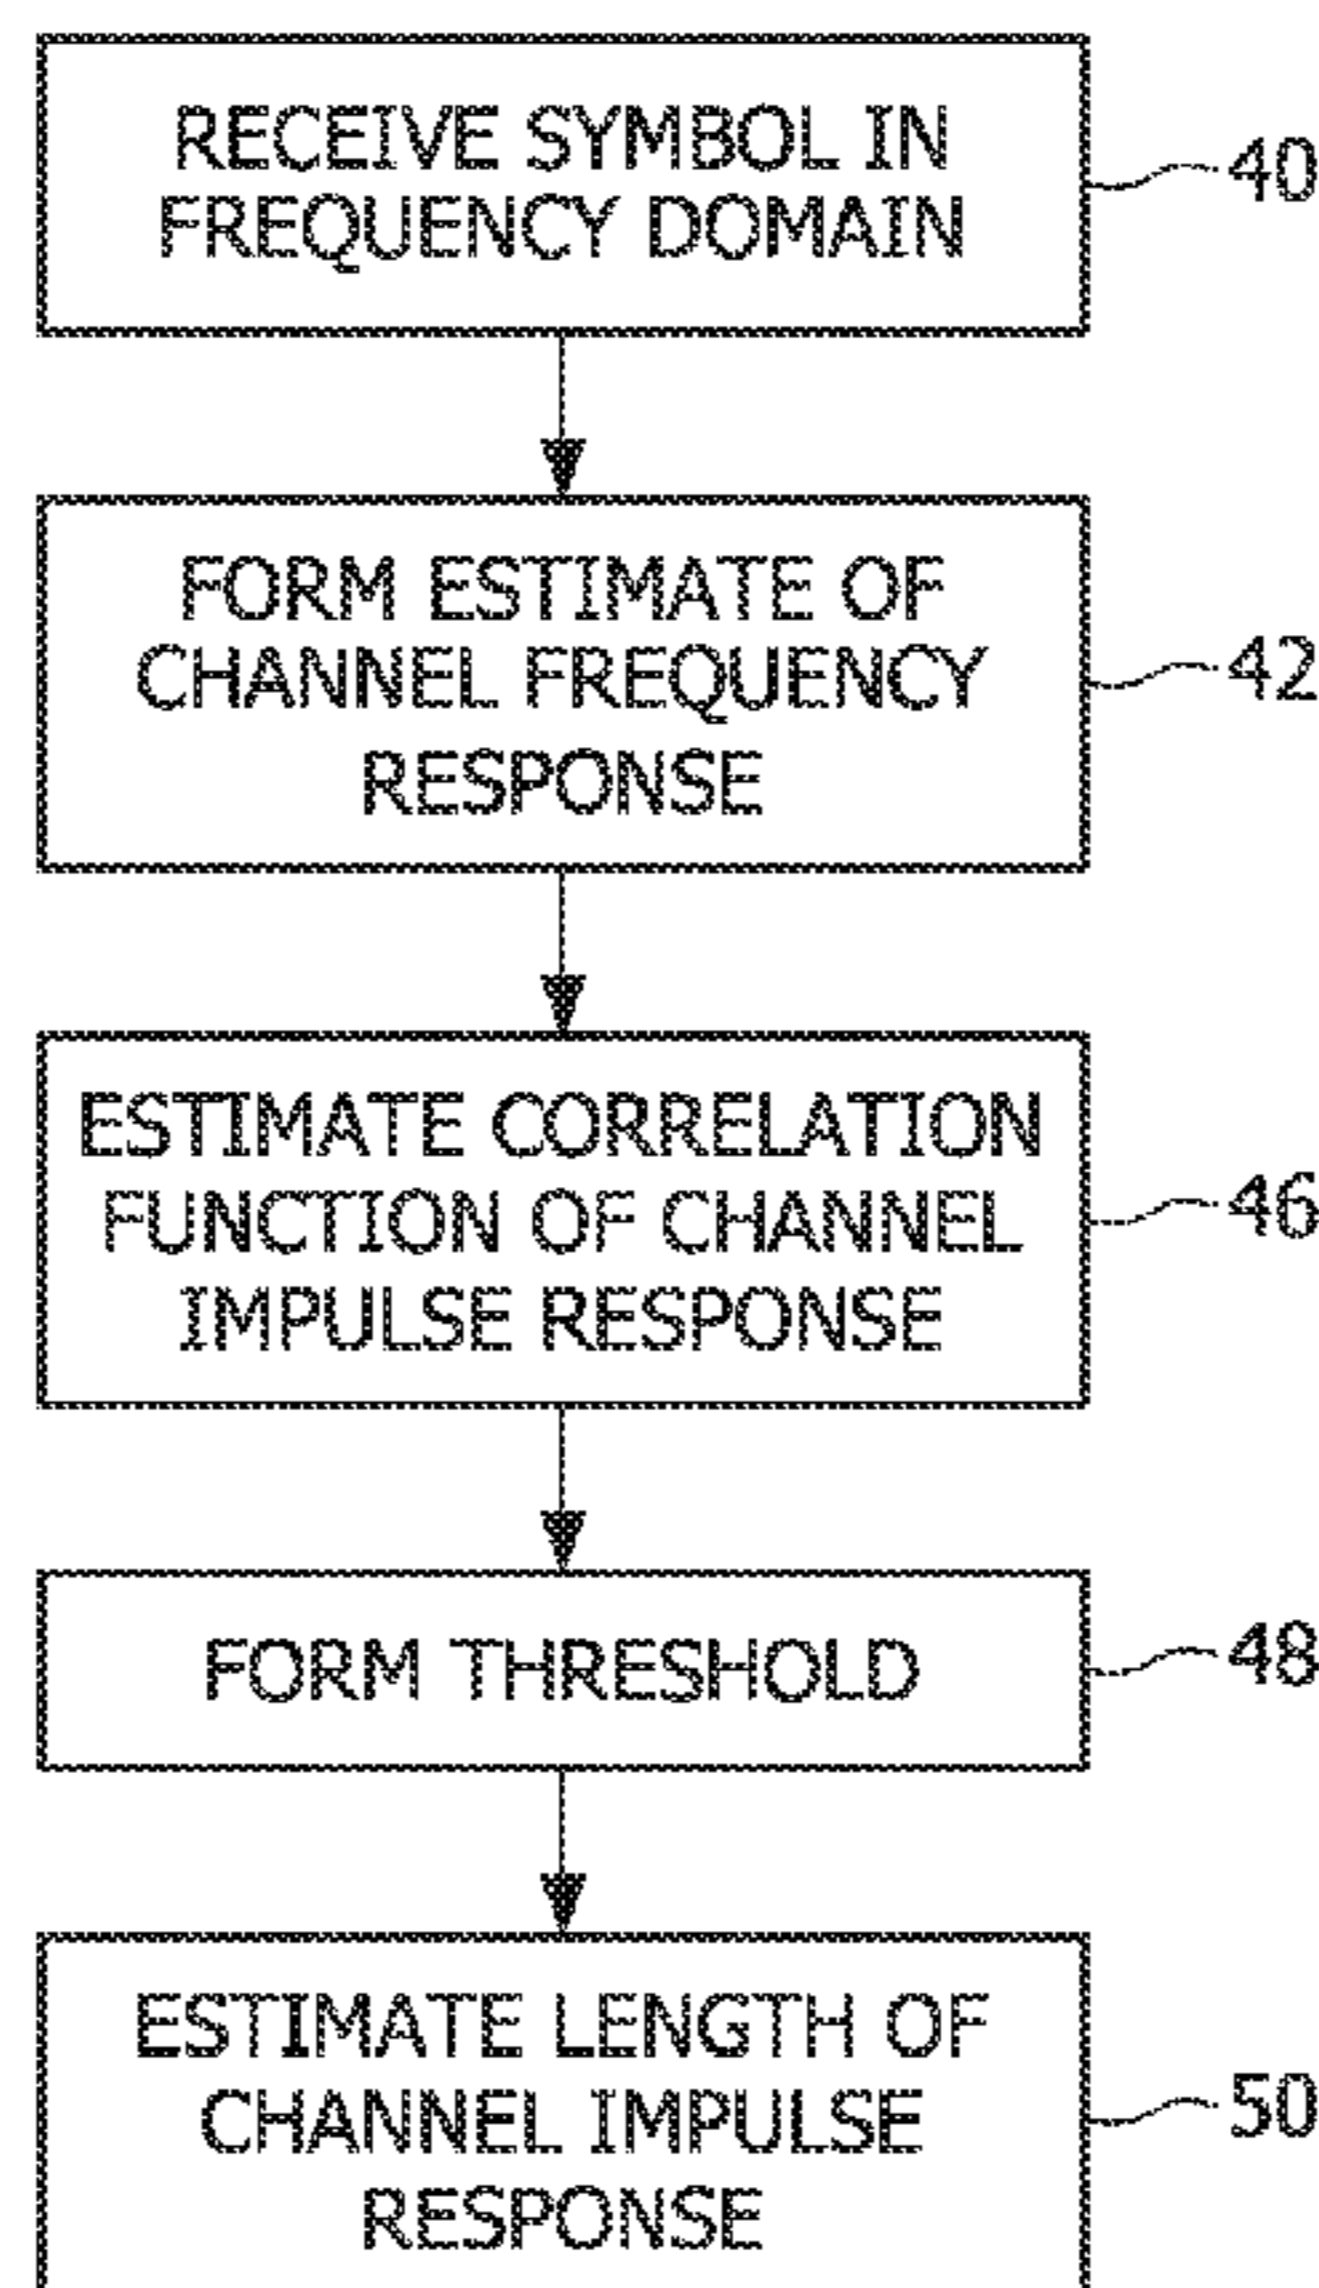 RECEIVE SYMBOL IN
FREQUENCY DOMAIN
40
FORM ESTIMATE OF
CHANNEL FREQUENCY
RESPONSE
42
ESTIMATE CORRELATION
FUNCTION OF CHANNEL
IMPULSE RESPONSE
46
FORM THRESHOLD
48
ESTIMATE LENGTH OF
CHANNEL IMPULSE
RESPONSE
50